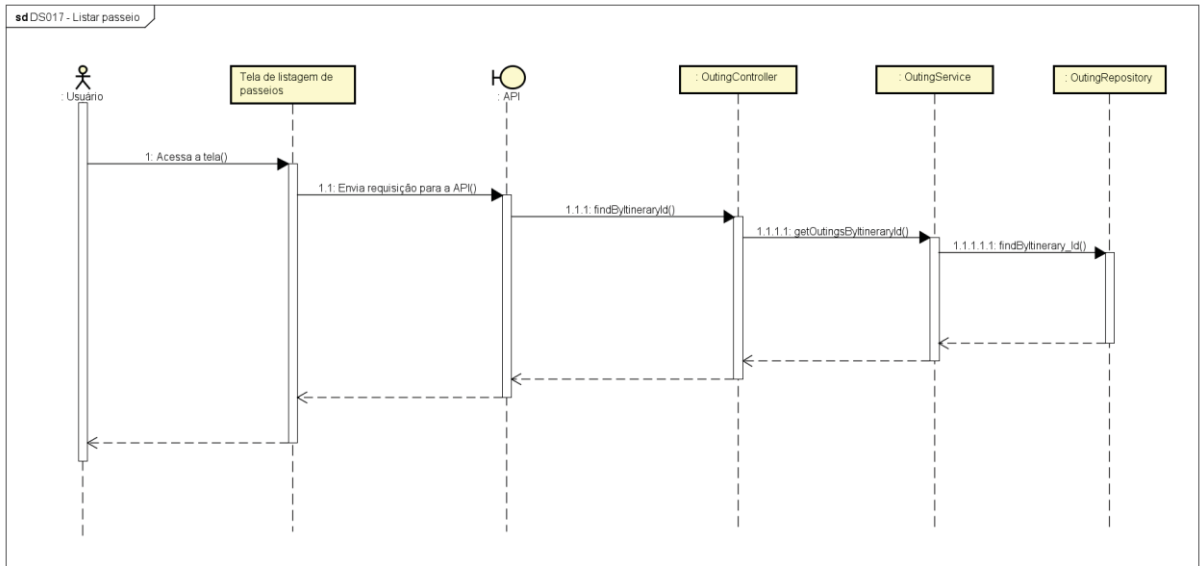 sd DS017 - Listar passeio
: Usuário
Tela de listagem de
passeios
: API
: OutingController
: OutingService
: OutingRepository
1: Acessa a tela()
1.1: Envia requisição para a API()
1.1.1: findByItineraryId()
1.1.1.1: getOutingsByItineraryId()
1.1.1.1.1: findByItinerary_Id()